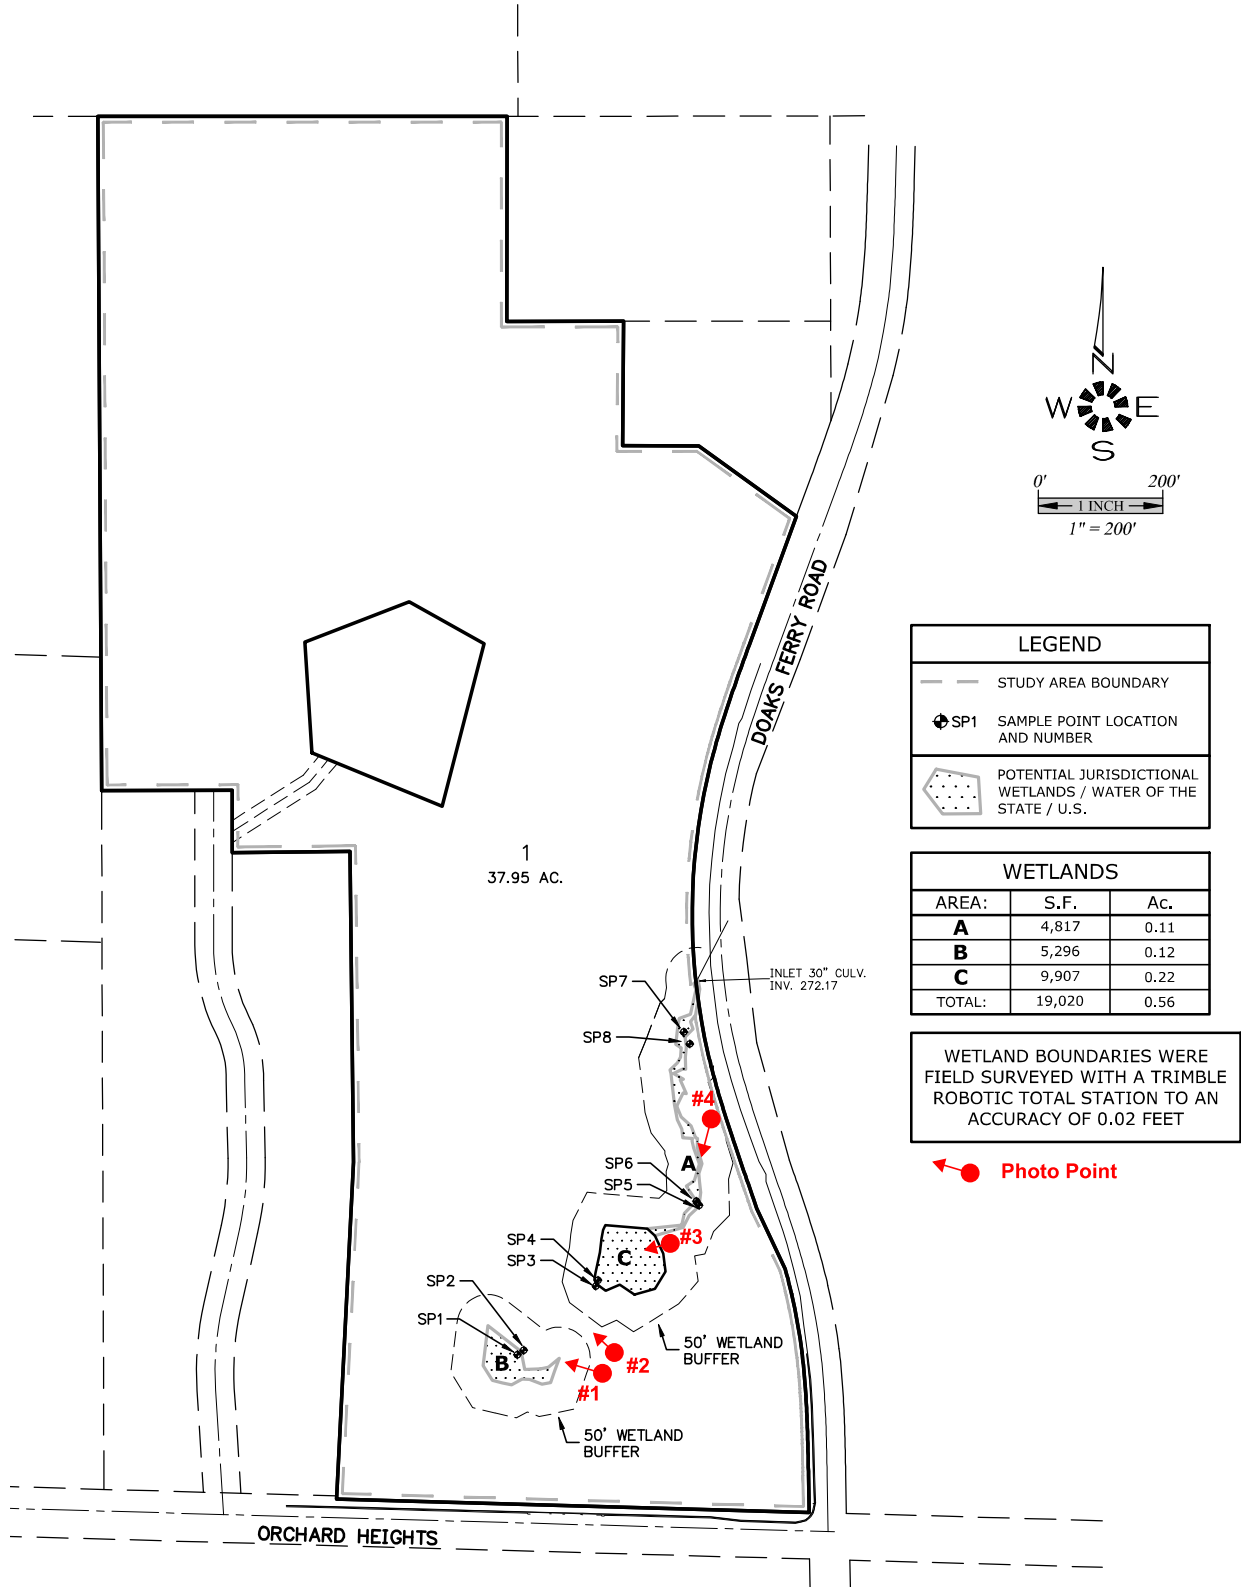 N
W E
S
0' 200'
1 INCH
1" = 200'
DOAKS FERRY ROAD
LEGEND
STUDY AREA BOUNDARY
SP1 SAMPLE POINT LOCATION
AND NUMBER
POTENTIAL JURISDICTIONAL
WETLANDS / WATER OF THE
STATE / U.S.
1
37.95 AC.
WETLANDS
AREA: S.F. Ac.
A 4,817 0.11
B 5,296 0.12
C 9,907 0.22
TOTAL: 19,020 0.56
INLET 30" CULV.
INV. 272.17
SP7
SP8
WETLAND BOUNDARIES WERE
FIELD SURVEYED WITH A TRIMBLE
ROBOTIC TOTAL STATION TO AN
ACCURACY OF 0.02 FEET
Photo Point
#4
A
SP6
SP5
#3
SP4
SP3
C
SP2
SP1
B
50' WETLAND
BUFFER
#2
#1
50' WETLAND
BUFFER
ORCHARD HEIGHTS